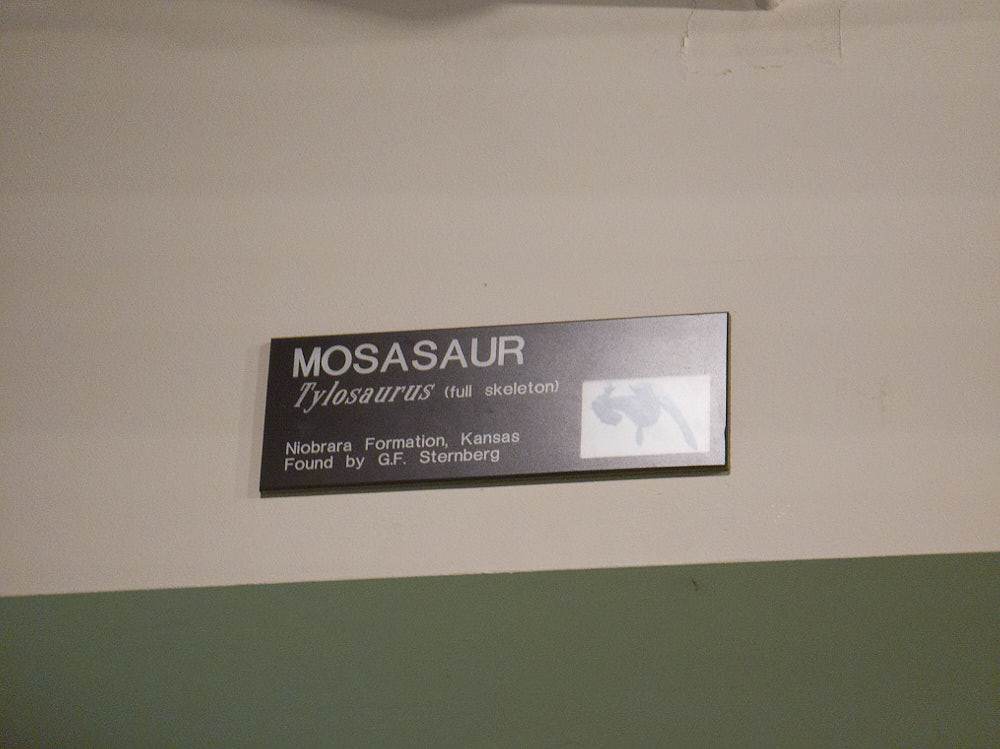 MOSASAUR
Tylosaurus (full skeleton)
Niobrara Formation, Kansas
Found by G.F. Sternberg